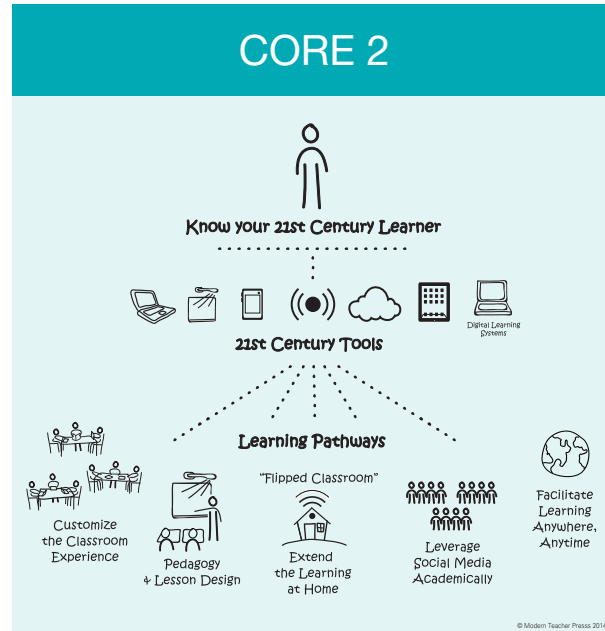 CORE 2
Know your 21st Century Learner
Digital Learning
Systems
21st Century Tools
Learning Pathways
Customize
the Classroom
Experience
Pedagogy
& Lesson Design
"Flipped Classroom"
Extend
the Learning
at Home
Leverage
Social Media
Academically
Facilitate
Learning
Anywhere,
Anytime
© Modern Teacher Presss 2014